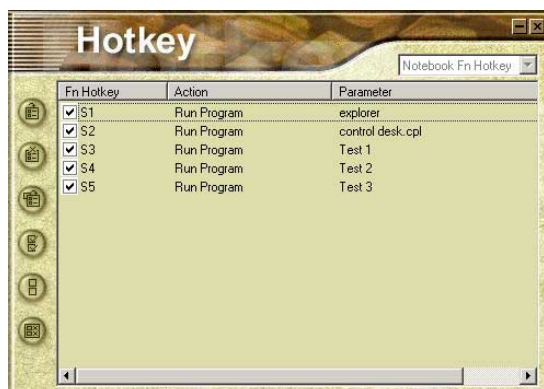 Hotkey
Notebook Fn Hotkey
Fn Hotkey Action Parameter
S1 Run Program explorer
S2 Run Program control desk.cpl
S3 Run Program Test 1
S4 Run Program Test 2
S5 Run Program Test 3